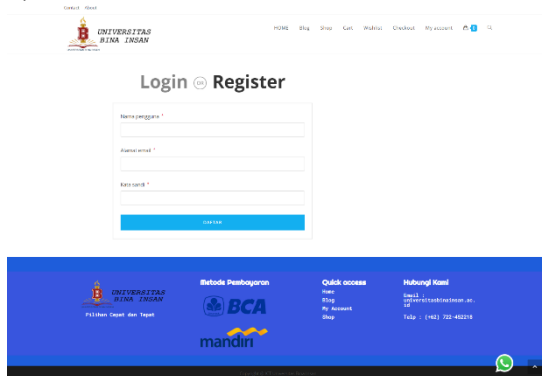 Contact About
UNIVERSITAS
BINA INSAN
HOME Blog Shop Cart Wishlist Checkout My account
Login OR Register
Nama pengguna *
Alamat email *
Kata sandi *
DAFTAR
UNIVERSITAS
BINA INSAN
Pilihan Cepat dan Tepat
Metode Pembayaran
BCA
mandiri
Quick access
Home
Blog
My Account
Shop
Hubungi Kami
Email :
universitasbinainsan.ac.
id
Telp : (+62) 722-452218